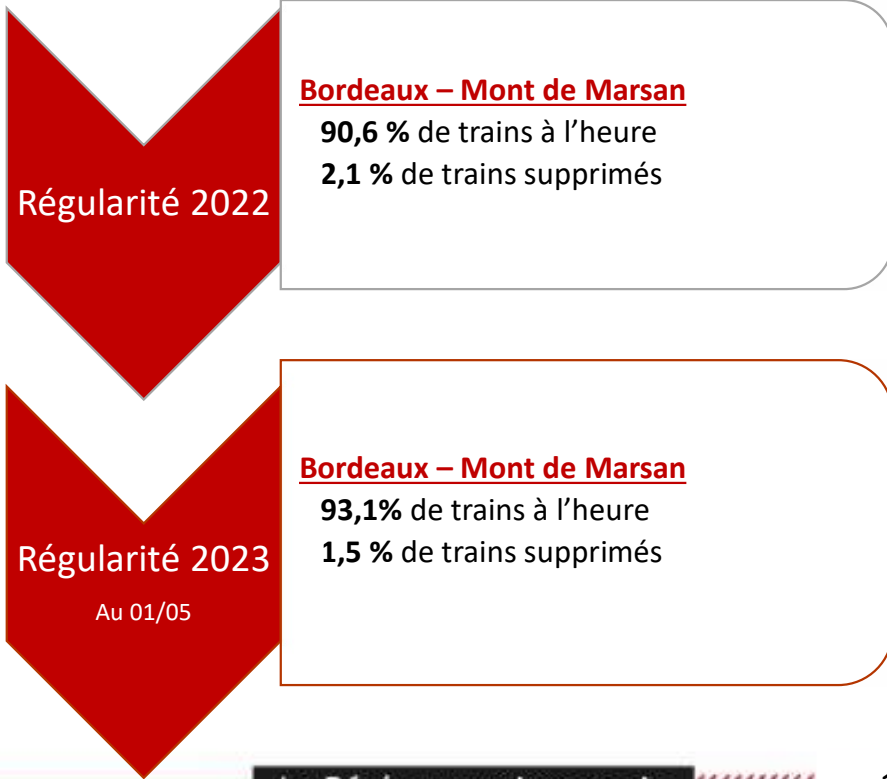 Régularité 2022
Bordeaux – Mont de Marsan
90,6 % de trains à l’heure
2,1 % de trains supprimés
Régularité 2023
Au 01/05
Bordeaux – Mont de Marsan
93,1% de trains à l’heure
1,5 % de trains supprimés